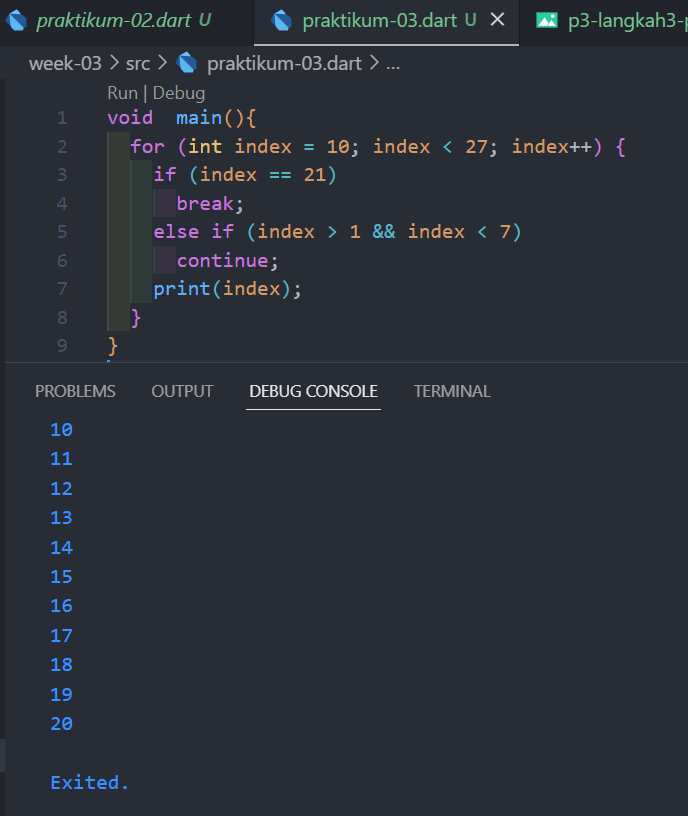 praktikum-02.dart U praktikum-03.dart U p3-langkah3-p
week-03 > src > praktikum-03.dart > ...
Run | Debug
1 void  main(){
2   for (int index = 10; index < 27; index++) {
3     if (index == 21)
4       break;
5     else if (index > 1 && index < 7)
6       continue;
7     print(index);
8   }
9 }
PROBLEMS OUTPUT DEBUG CONSOLE TERMINAL
10
11
12
13
14
15
16
17
18
19
20
Exited.